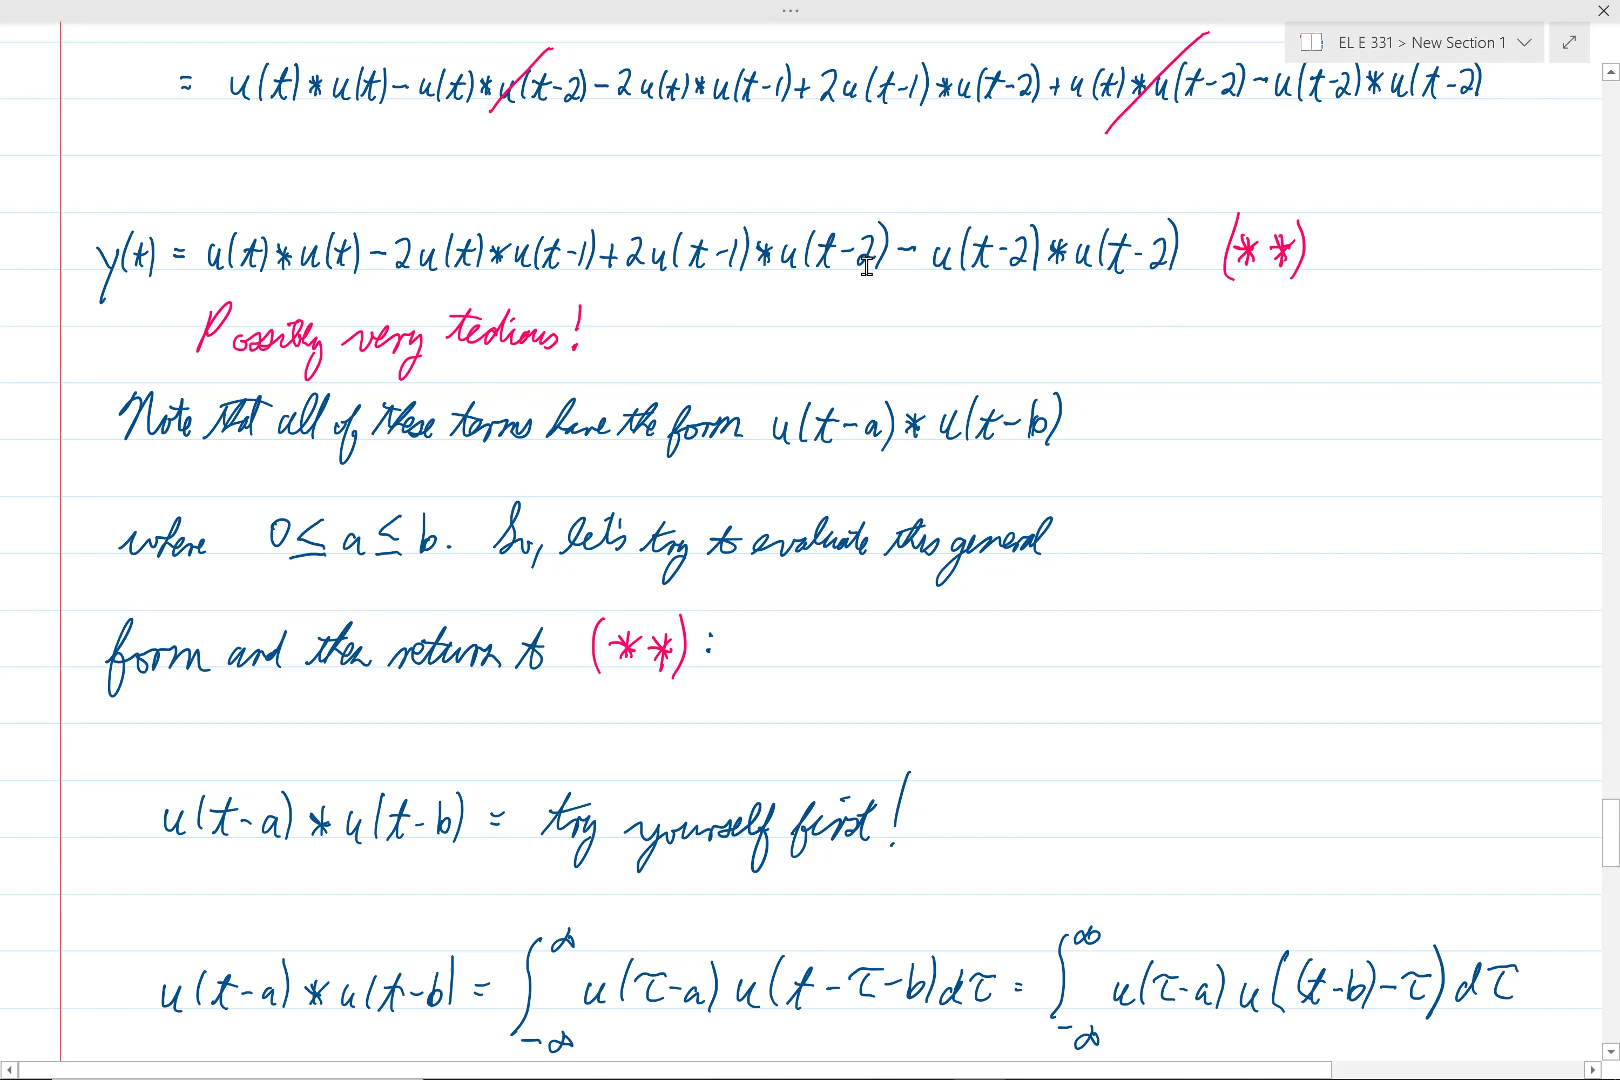 EL E 331 > New Section 1
= u(t)*u(t)-u(t)*u(t-2)-2u(t)*u(t-1)+2u(t-1)*u(t-2)+u(t)*u(t-2)-u(t-2)*u(t-2)
y(t) = u(t)*u(t)-2u(t)*u(t-1)+2u(t-1)*u(t-2)-u(t-2)*u(t-2) (**)
Possibly very tedious!
Note that all of these terms have the form u(t-a)*u(t-b)
where 0≤a≤b. So, let's try to evaluate this general
form and then return to (**):
u(t-a)*u(t-b) = try yourself first!
u(t-a)*u(t-b) = ∫_{-∞}^{∞} u(τ-a) u(t-τ-b)dτ = ∫_{-∞}^{∞} u(τ-a) u((t-b)-τ)dτ